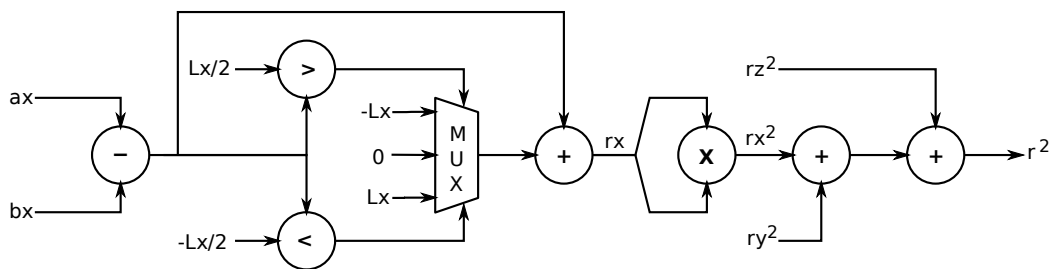 ax
bx
−
Lx/2
>
-Lx/2
<
-Lx
0
Lx
M
U
X
+
rx
X
rx²
rz²
ry²
+
+
r²